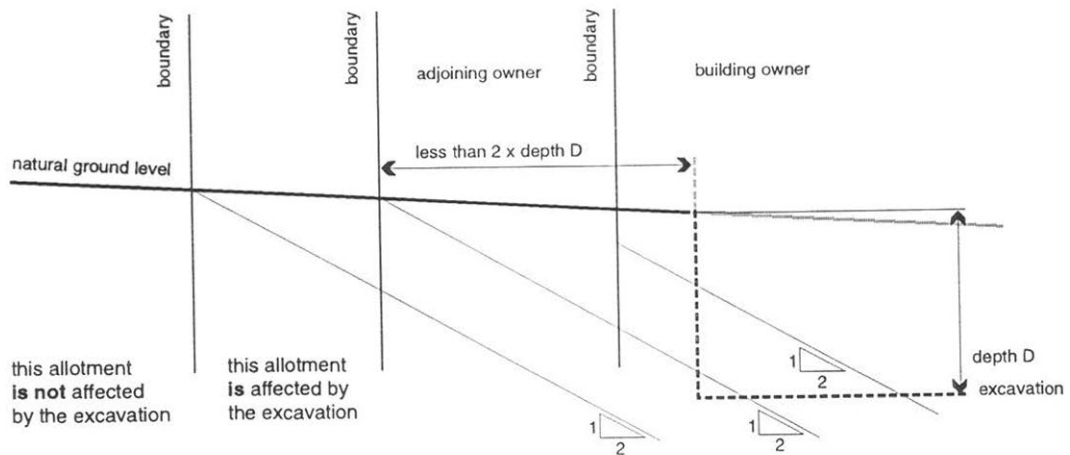 boundary
boundary
boundary
adjoining owner
building owner
less than 2 x depth D
natural ground level
this allotment
is not affected
by the excavation
this allotment
is affected by
the excavation
depth D
excavation
1
2
1
2
1
2